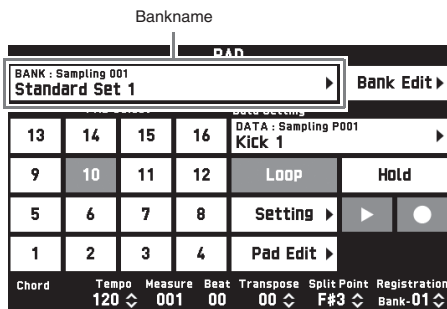 Bankname
PAD
BANK : Sampling 001
Standard Set 1
Bank Edit
Data Setting
13 14 15 16
DATA : Sampling P001
Kick 1
9 10 11 12 Loop Hold
5 6 7 8 Setting
1 2 3 4 Pad Edit
Chord Tempo Measure Beat Transpose Split Point Registration
120 001 00 00 F#3 Bank-01